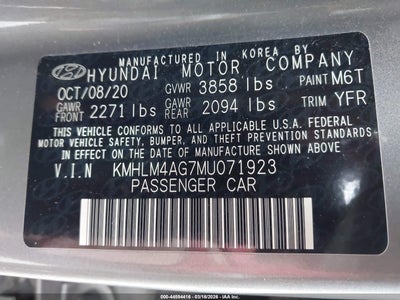 MANUFACTURED IN KOREA BY
HYUNDAI MOTOR COMPANY
OCT/08/20 GVWR 3858 lbs PAINT M6T
GAWR FRONT 2271 lbs GAWR REAR 2094 lbs TRIM YFR
THIS VEHICLE CONFORMS TO ALL APPLICABLE U.S.A. FEDERAL
MOTOR VEHICLE SAFETY, BUMPER, AND THEFT PREVENTION STANDARDS
IN EFFECT ON THE DATE OF MANUFACTURE SHOWN ABOVE.
V.I.N KMHLM4AG7MU071923
PASSENGER CAR
000-44594416 - 03/16/2026 - IAA Inc.